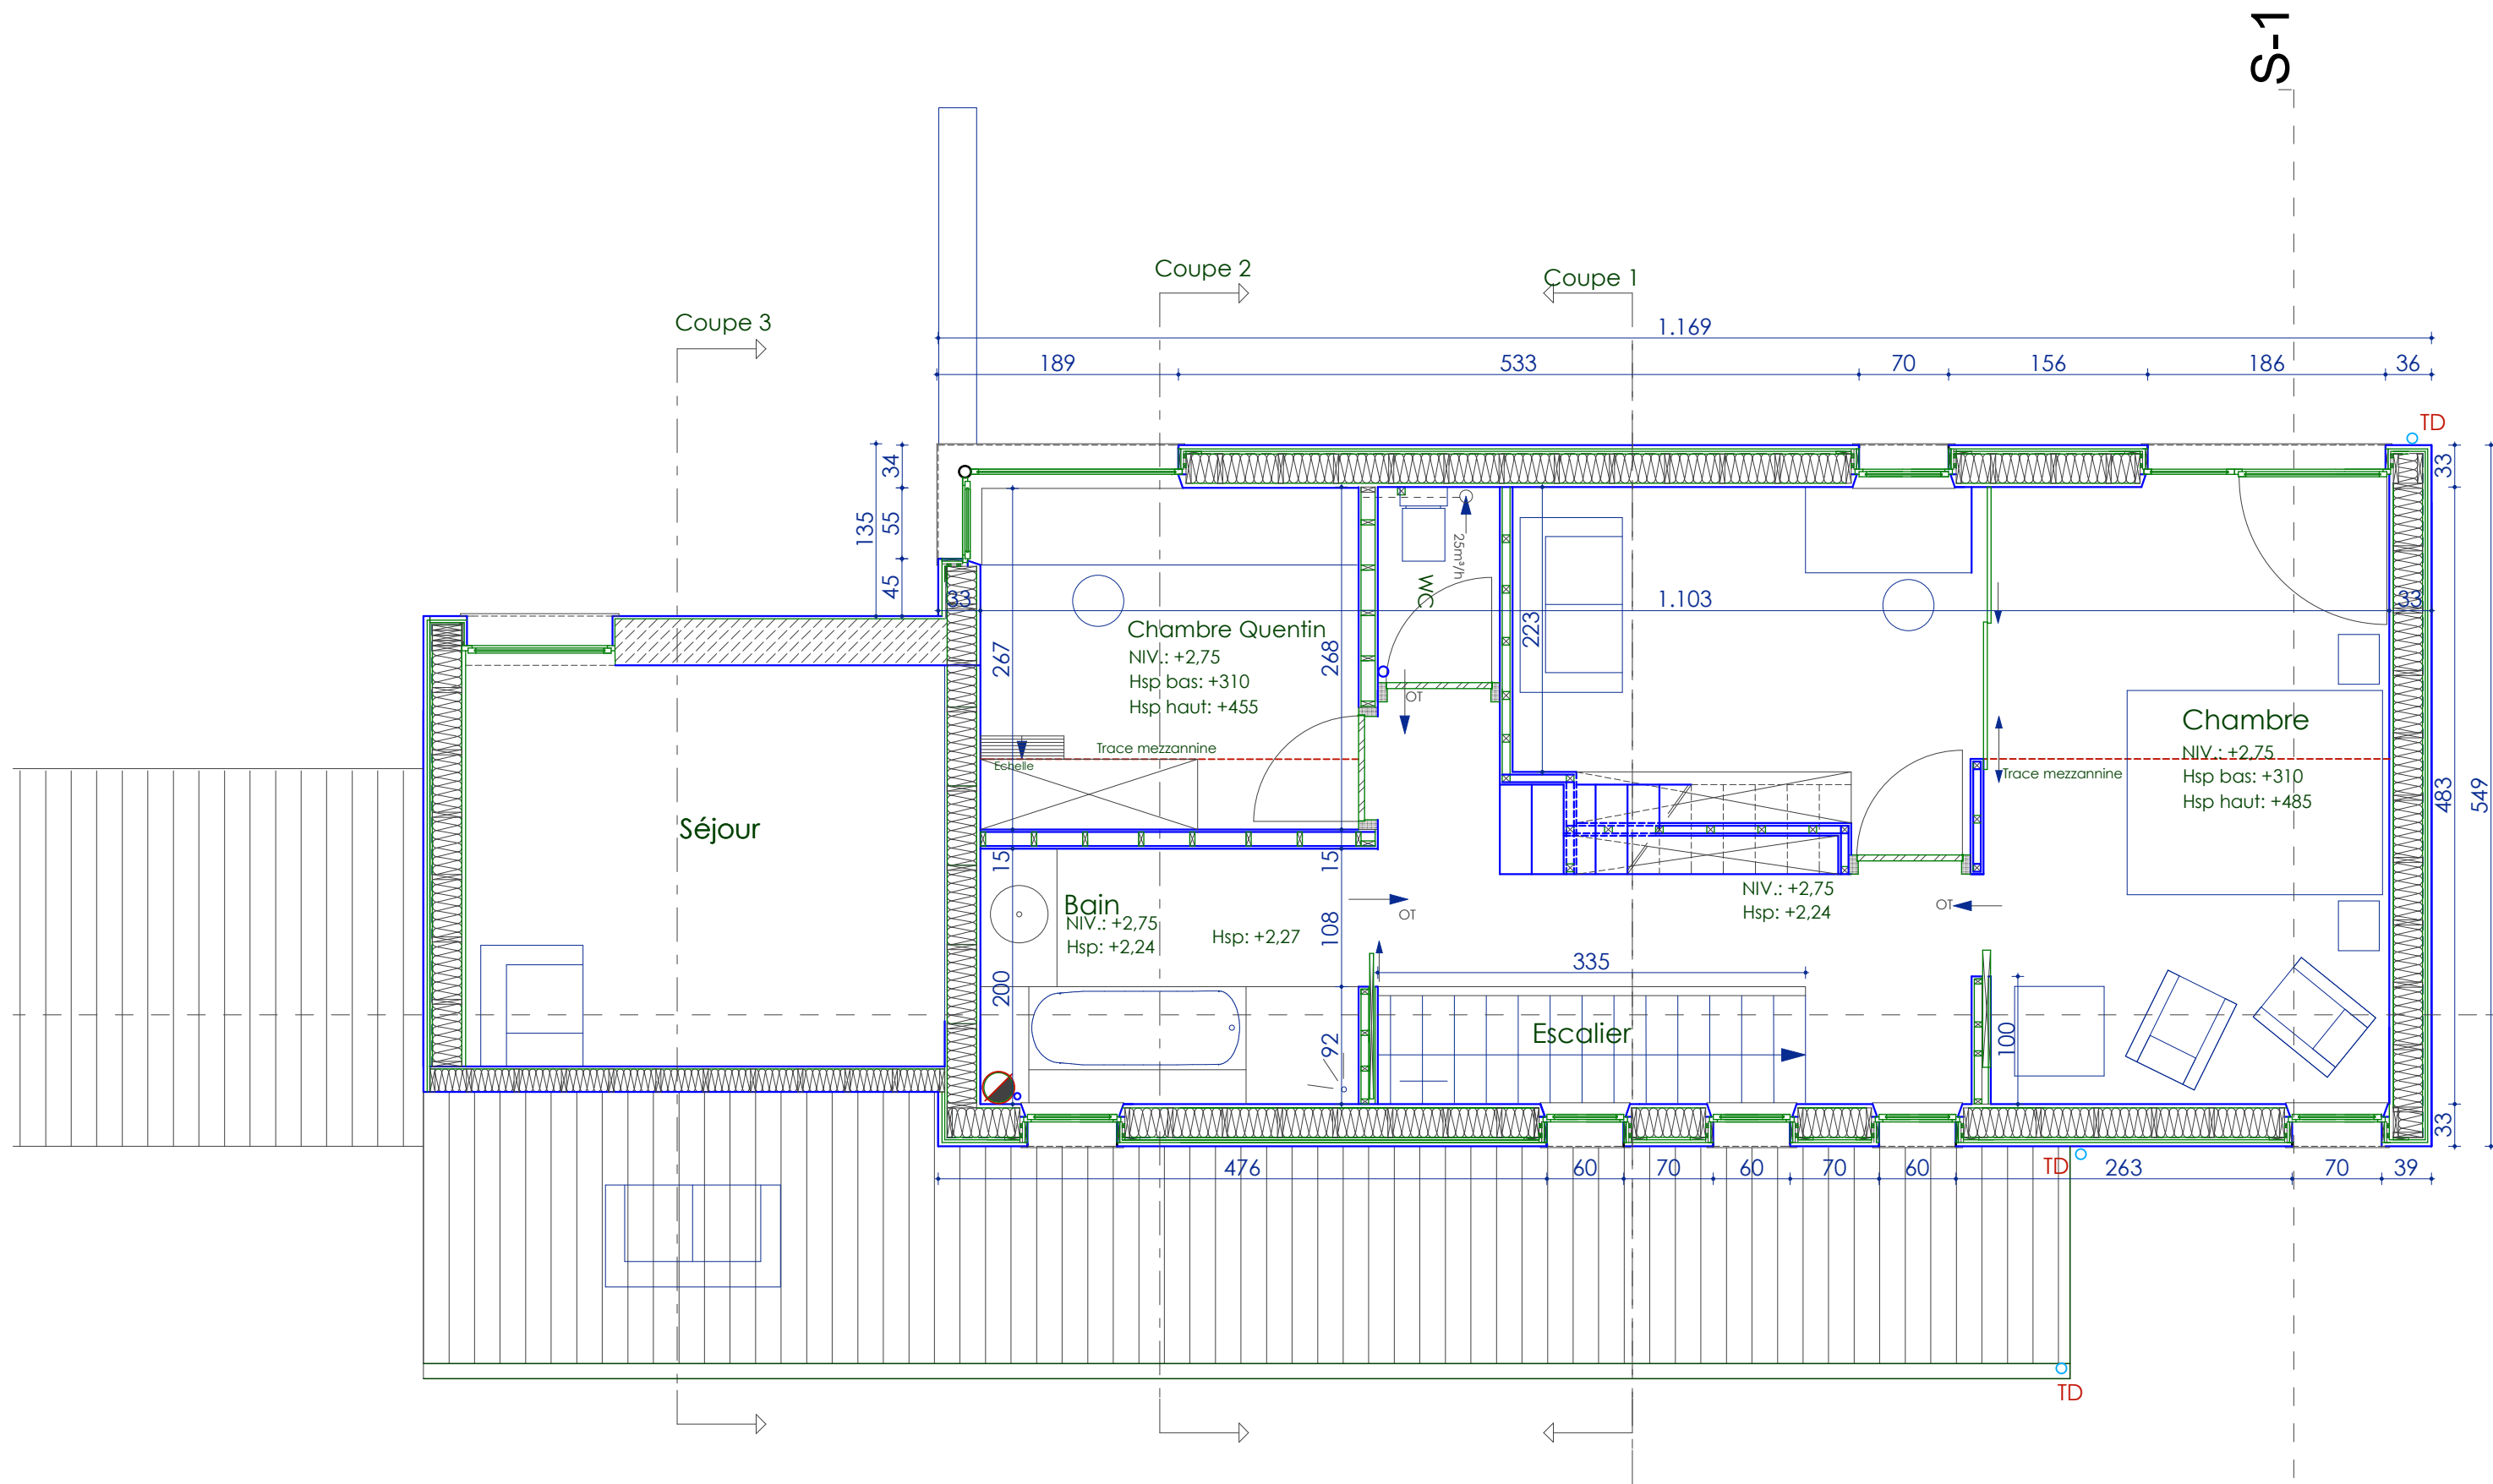 S-1
Coupe 2
Coupe 1
Coupe 3
1.169
189
533
70
156
186
36
TD
34
55
45
135
33
483
33
549
33
1.103
33
25m³/h
WC
223
OT
Chambre Quentin
NIV.: +2,75
Hsp bas: +310
Hsp haut: +455
267
268
Trace mezzannine
Echelle
Chambre
NIV.: +2,75
Hsp bas: +310
Hsp haut: +485
Trace mezzannine
Séjour
15
15
Bain
NIV.: +2,75
Hsp: +2,24
Hsp: +2,27
108
OT
NIV.: +2,75
Hsp: +2,24
OT
200
335
92
Escalier
100
476
60
70
60
70
60
TD
263
70
39
TD